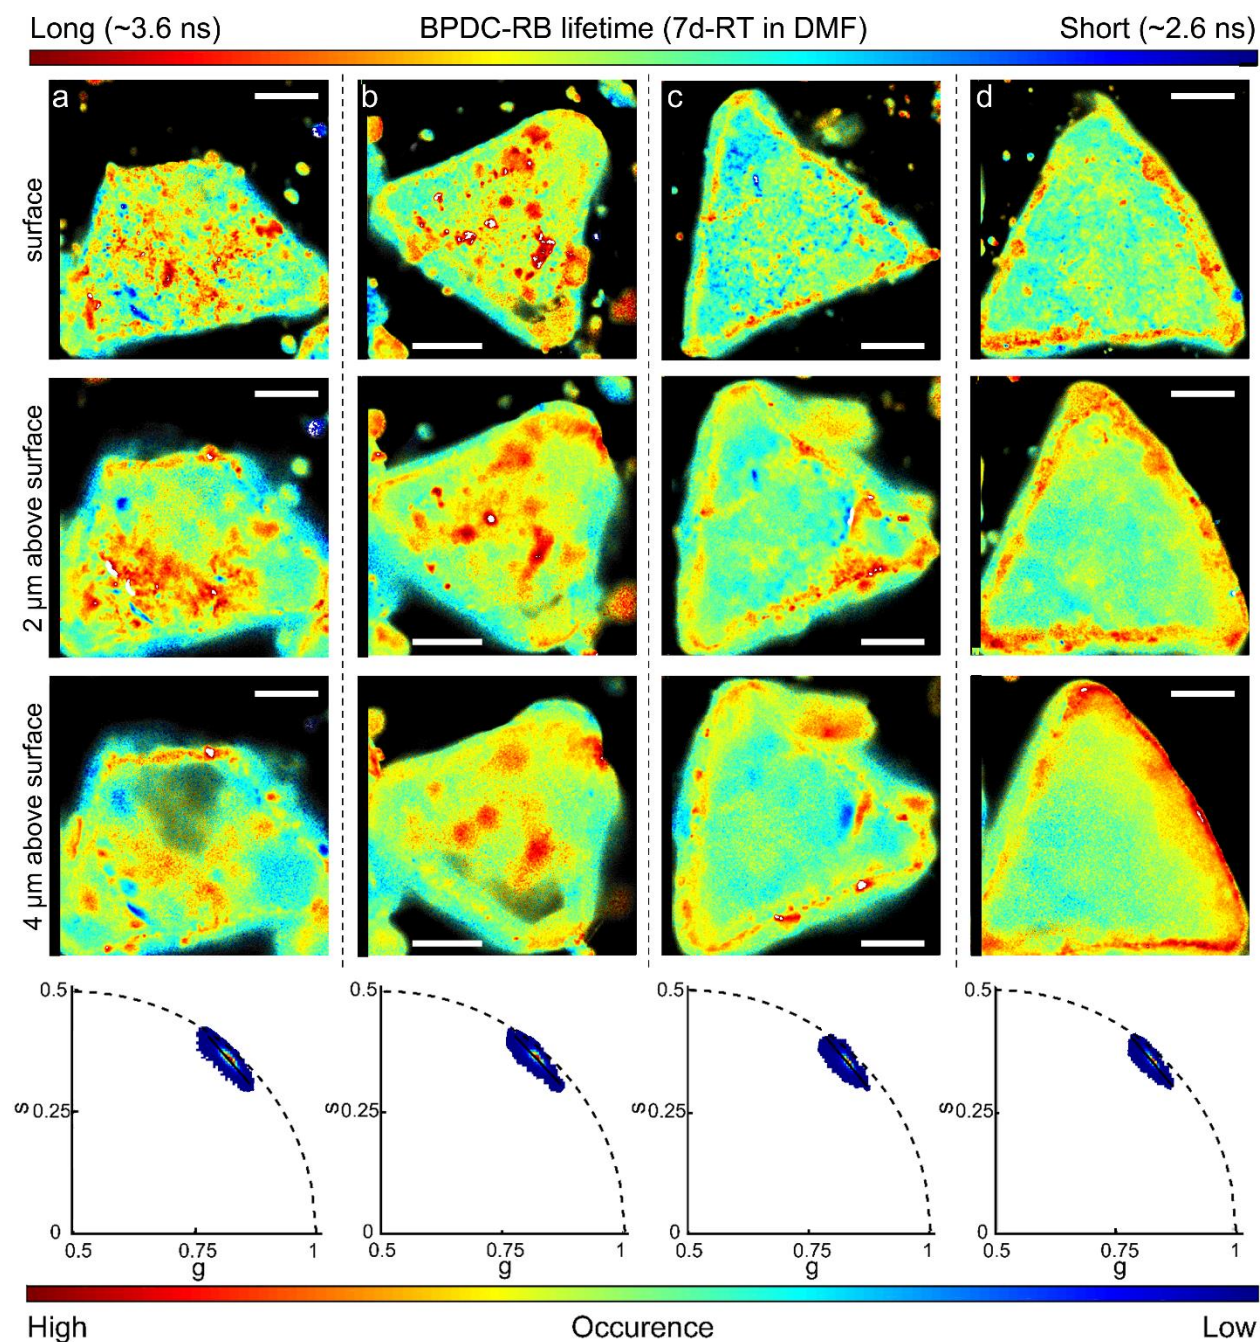 Long (~3.6 ns) BPDC-RB lifetime (7d-RT in DMF) Short (~2.6 ns)
a b c d
surface
2 µm above surface
4 µm above surface
0.5 0.5 0.5 0.5
s 0.25 s 0.25 s 0.25 s 0.25
0 0 0 0
0.5 0.75 1 0.5 0.75 1 0.5 0.75 1 0.5 0.75 1
g g g g
High Occurence Low